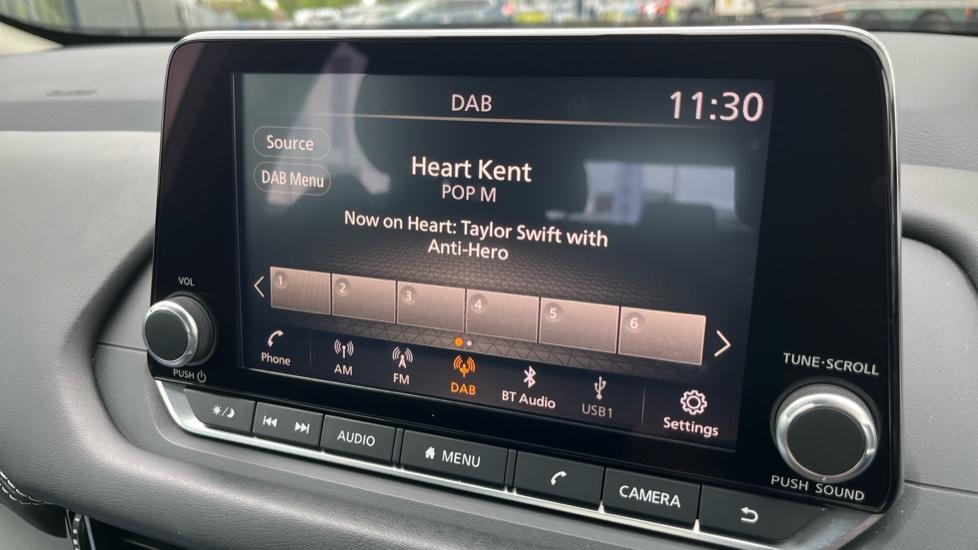 DAB
11:30
Source
DAB Menu
Heart Kent
POP M
Now on Heart: Taylor Swift with
Anti-Hero
1 2 3 4 5 6
Phone AM FM DAB BT Audio USB1 Settings
VOL
PUSH
TUNE·SCROLL
PUSH SOUND
AUDIO
MENU
CAMERA